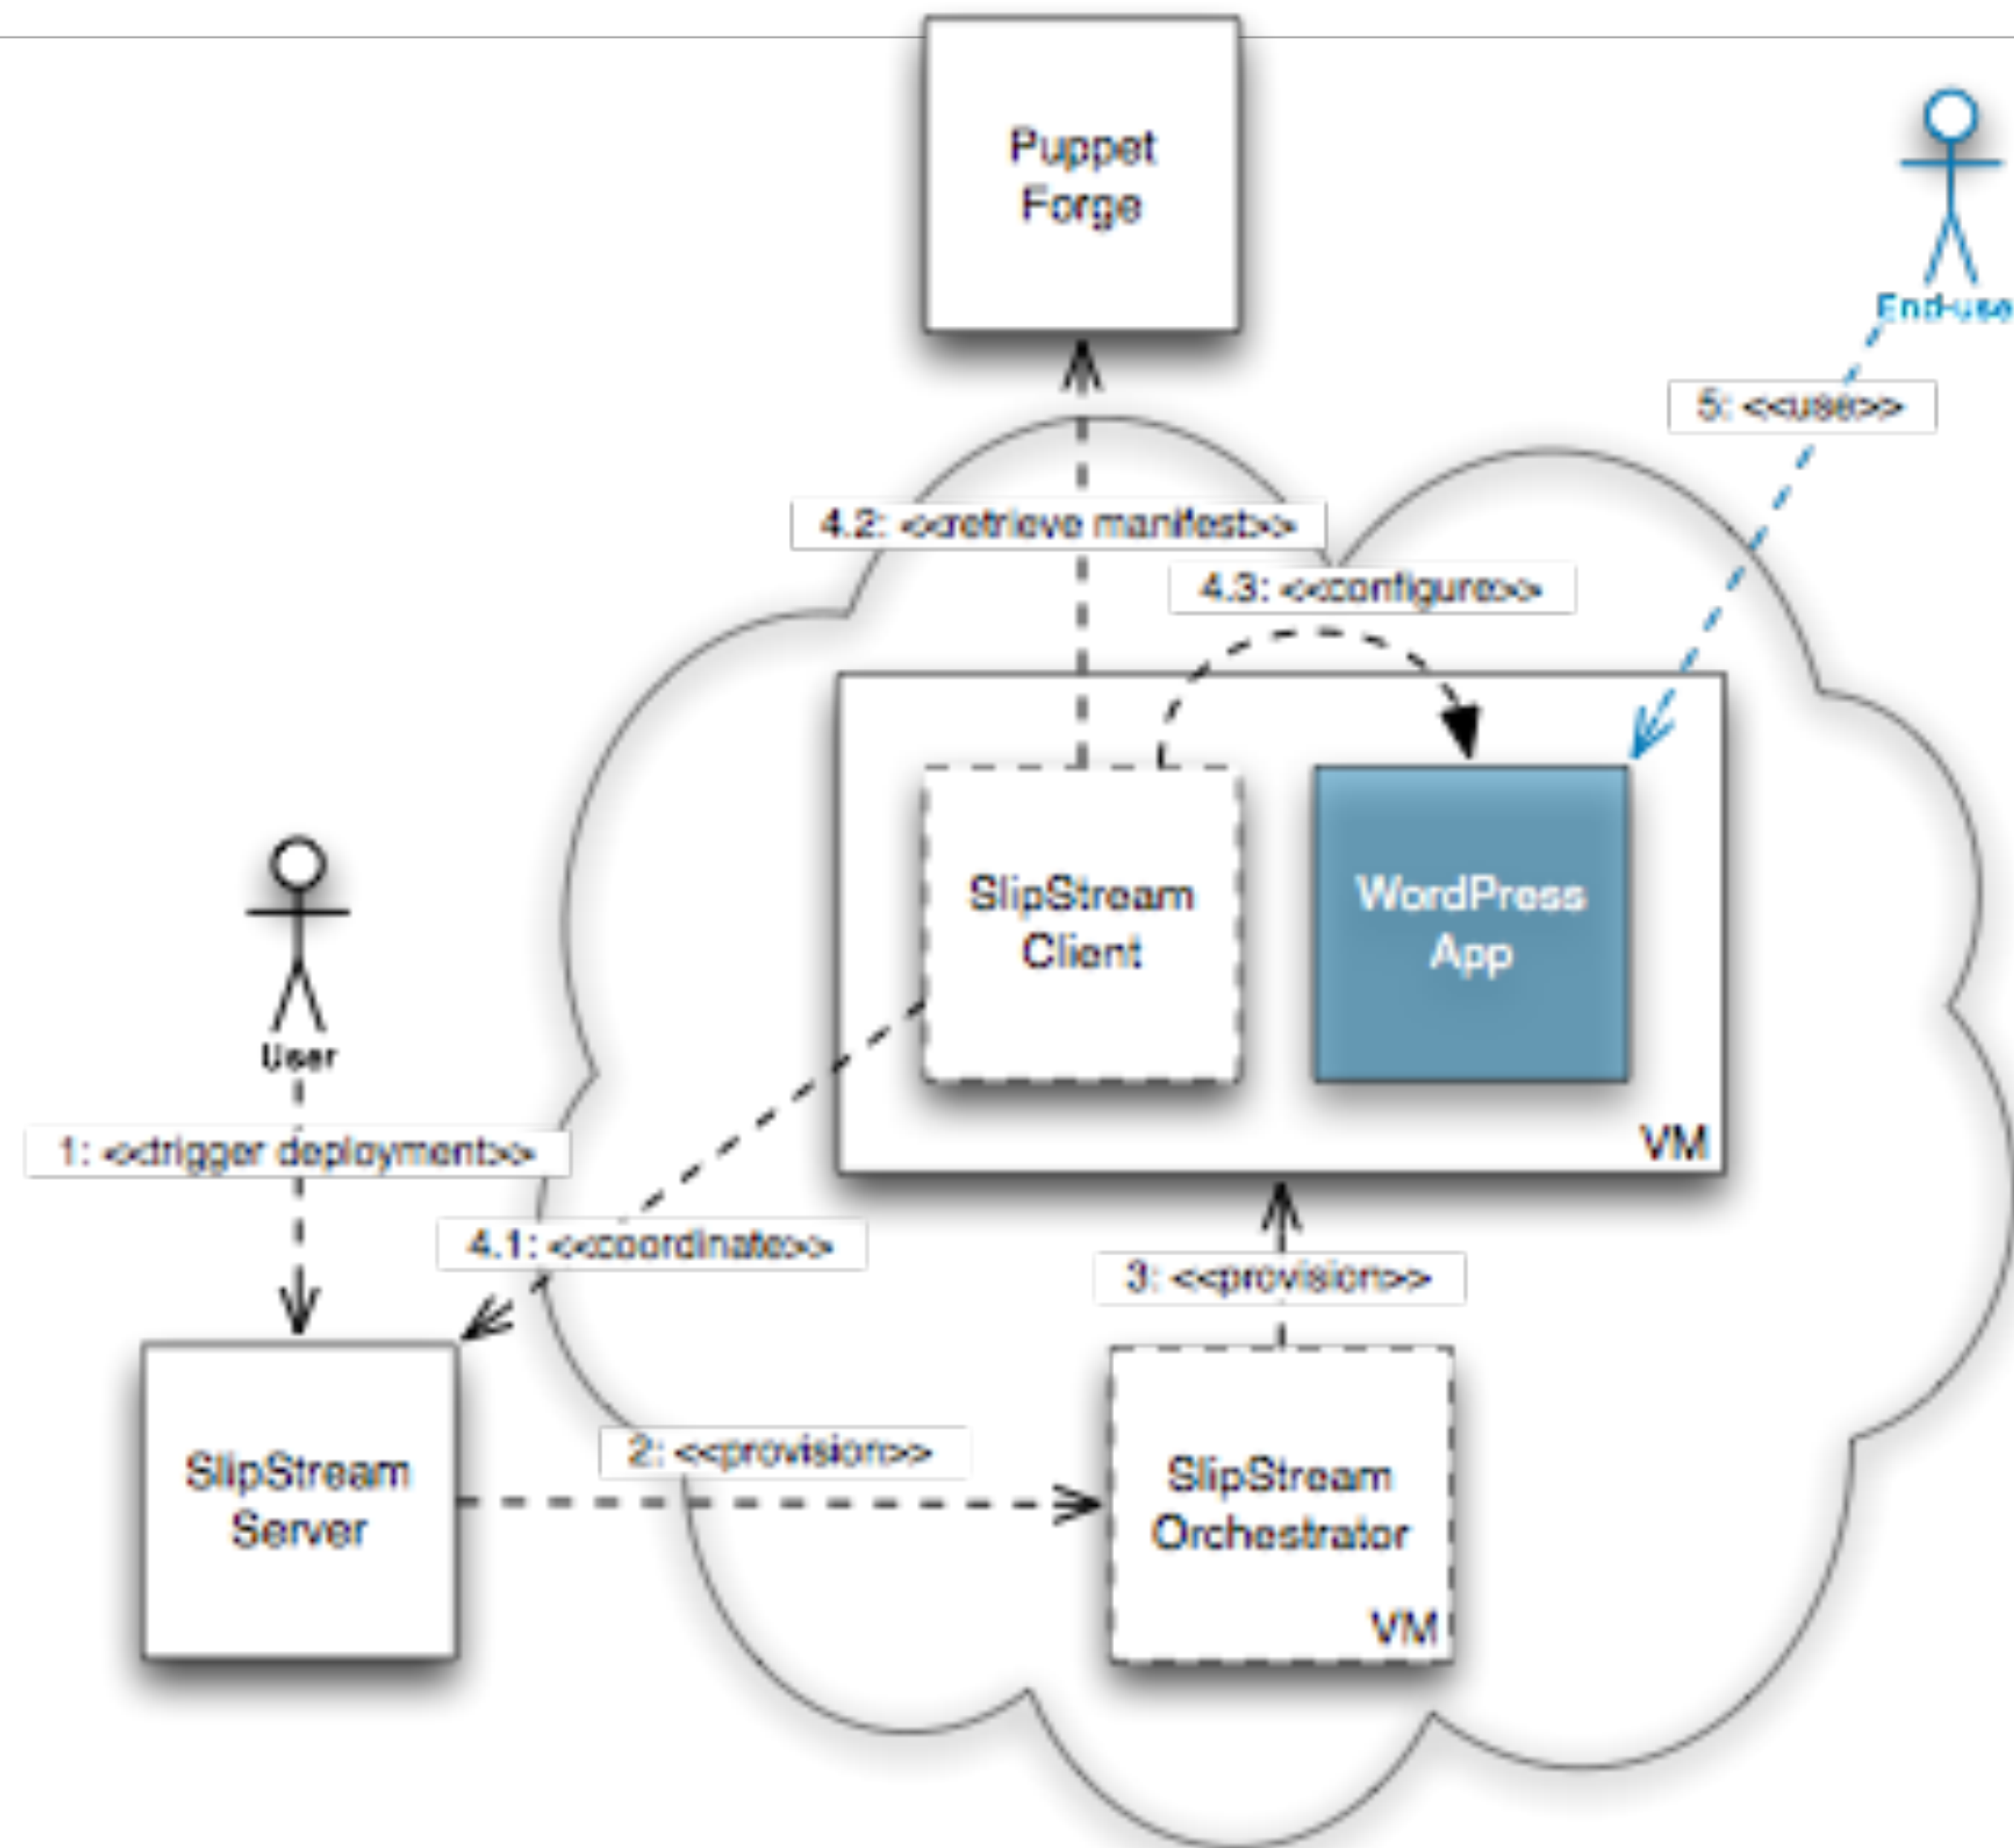 Puppet
Forge
End-use
5: <<use>>
4.2: <<retrieve manifest>>
4.3: <<configure>>
SlipStream
Client
WordPress
App
VM
User
1: <<trigger deployment>>
4.1: <<coordinate>>
3: <<provision>>
2: <<provision>>
SlipStream
Server
SlipStream
Orchestrator
VM